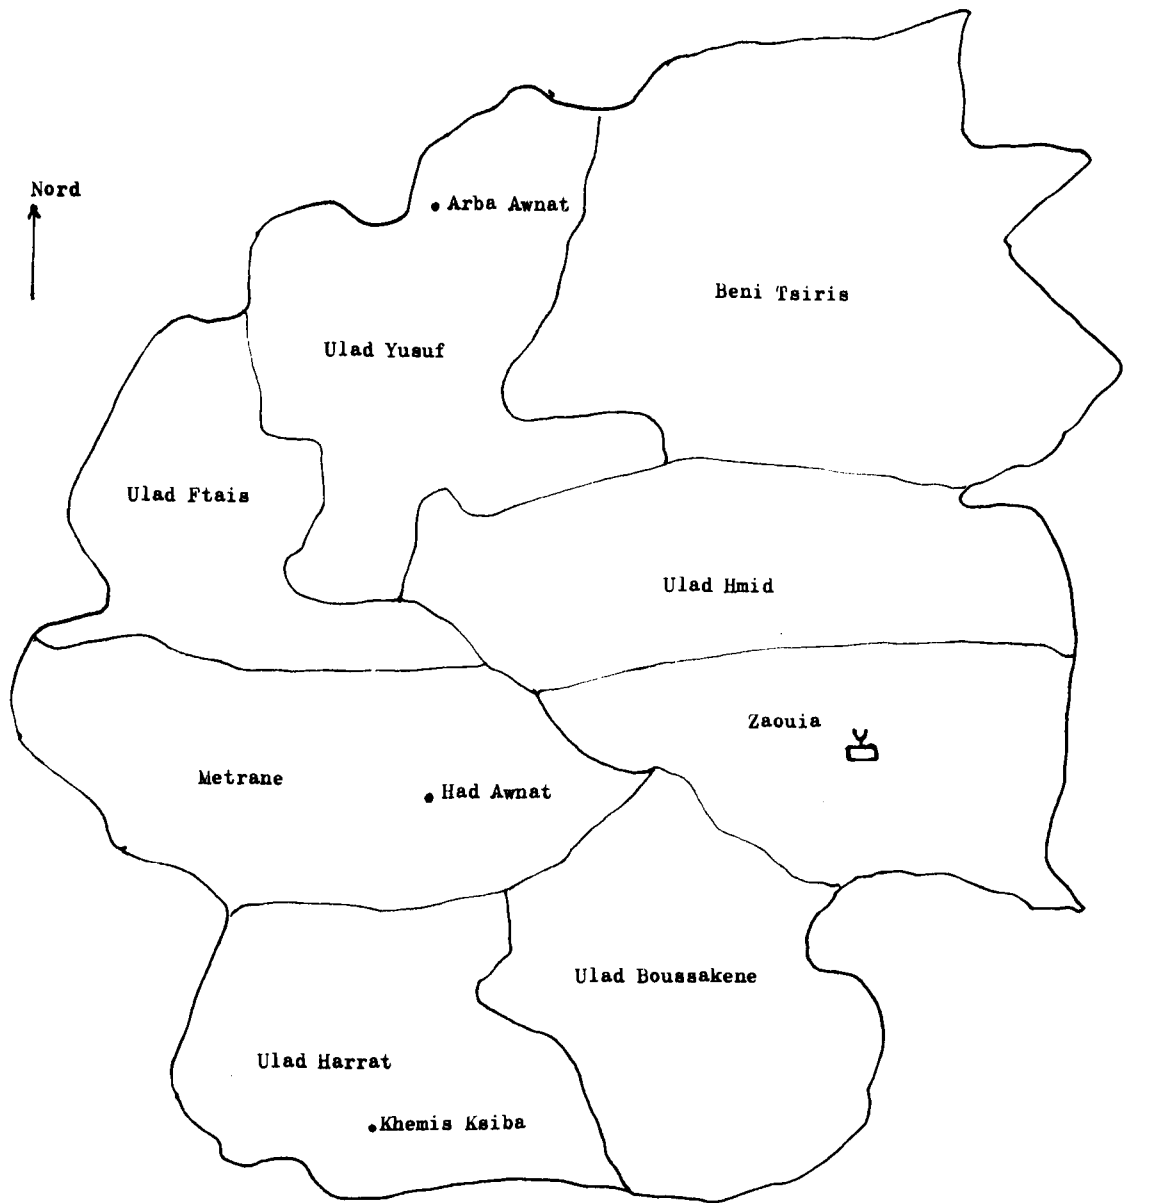 Nord
Arba Awnat
Beni Tsiris
Ulad Yusuf
Ulad Ftais
Ulad Hmid
Zaouia
Metrane
Had Awnat
Ulad Boussakene
Ulad Harrat
Khemis Ksiba